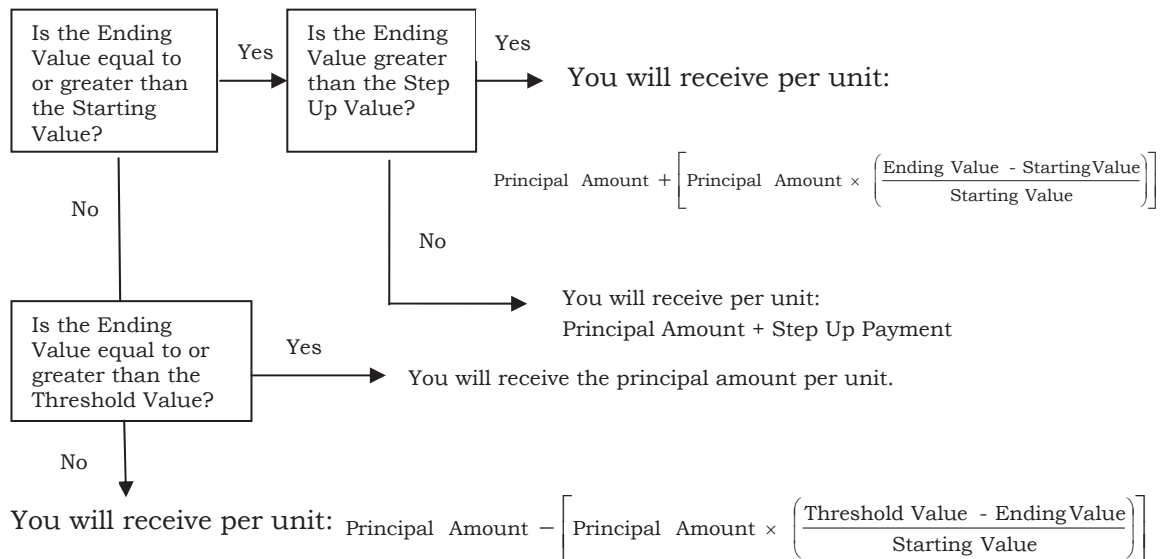 Is the Ending
Value equal to
or greater than
the Starting
Value?
Yes
Is the Ending
Value greater
than the Step
Up Value?
Yes
You will receive per unit:
Principal Amount + [Principal Amount × (Ending Value - StartingValue / Starting Value)]
No
No
You will receive per unit:
Principal Amount + Step Up Payment
Is the Ending
Value equal to or
greater than the
Threshold Value?
Yes
You will receive the principal amount per unit.
No
You will receive per unit: Principal Amount − [Principal Amount × (Threshold Value - EndingValue / Starting Value)]